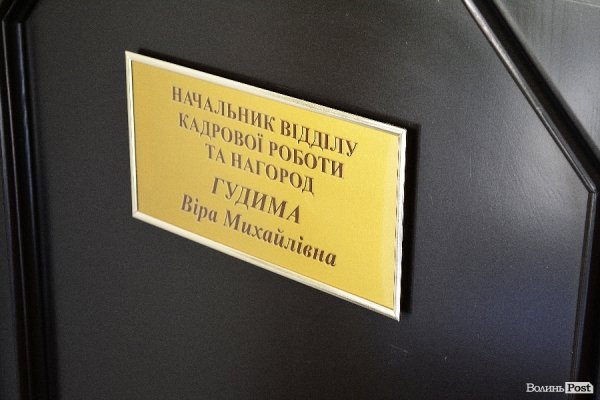 НАЧАЛЬНИК ВІДДІЛУ
КАДРОВОЇ РОБОТИ
ТА НАГОРОД
ГУДИМА
Віра Михайлівна
ВолиньPost